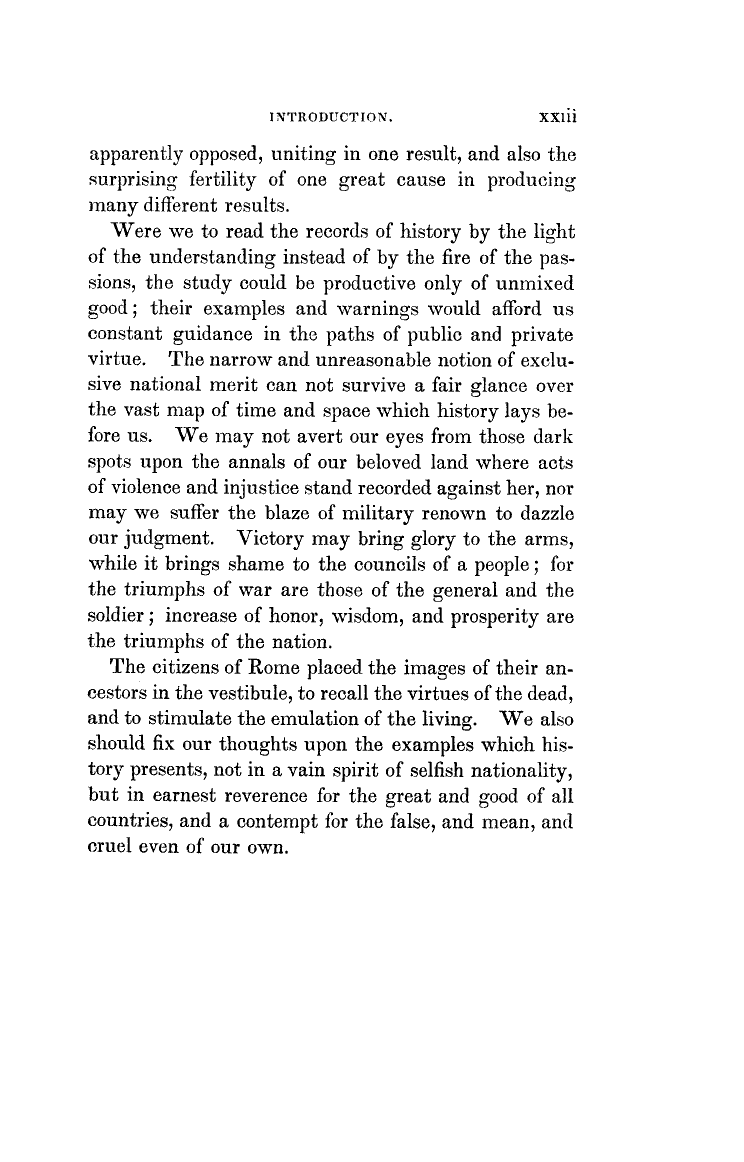 INTRODUCTION. xxiii
apparently opposed, uniting in one result, and also the
surprising fertility of one great cause in producing
many different results.
Were we to read the records of history by the light
of the understanding instead of by the fire of the pas-
sions, the study could be productive only of unmixed
good; their examples and warnings would afford us
constant guidance in the paths of public and private
virtue. The narrow and unreasonable notion of exclu-
sive national merit can not survive a fair glance over
the vast map of time and space which history lays be-
fore us. We may not avert our eyes from those dark
spots upon the annals of our beloved land where acts
of violence and injustice stand recorded against her, nor
may we suffer the blaze of military renown to dazzle
our judgment. Victory may bring glory to the arms,
while it brings shame to the councils of a people; for
the triumphs of war are those of the general and the
soldier; increase of honor, wisdom, and prosperity are
the triumphs of the nation.
The citizens of Rome placed the images of their an-
cestors in the vestibule, to recall the virtues of the dead,
and to stimulate the emulation of the living. We also
should fix our thoughts upon the examples which his-
tory presents, not in a vain spirit of selfish nationality,
but in earnest reverence for the great and good of all
countries, and a contempt for the false, and mean, and
cruel even of our own.